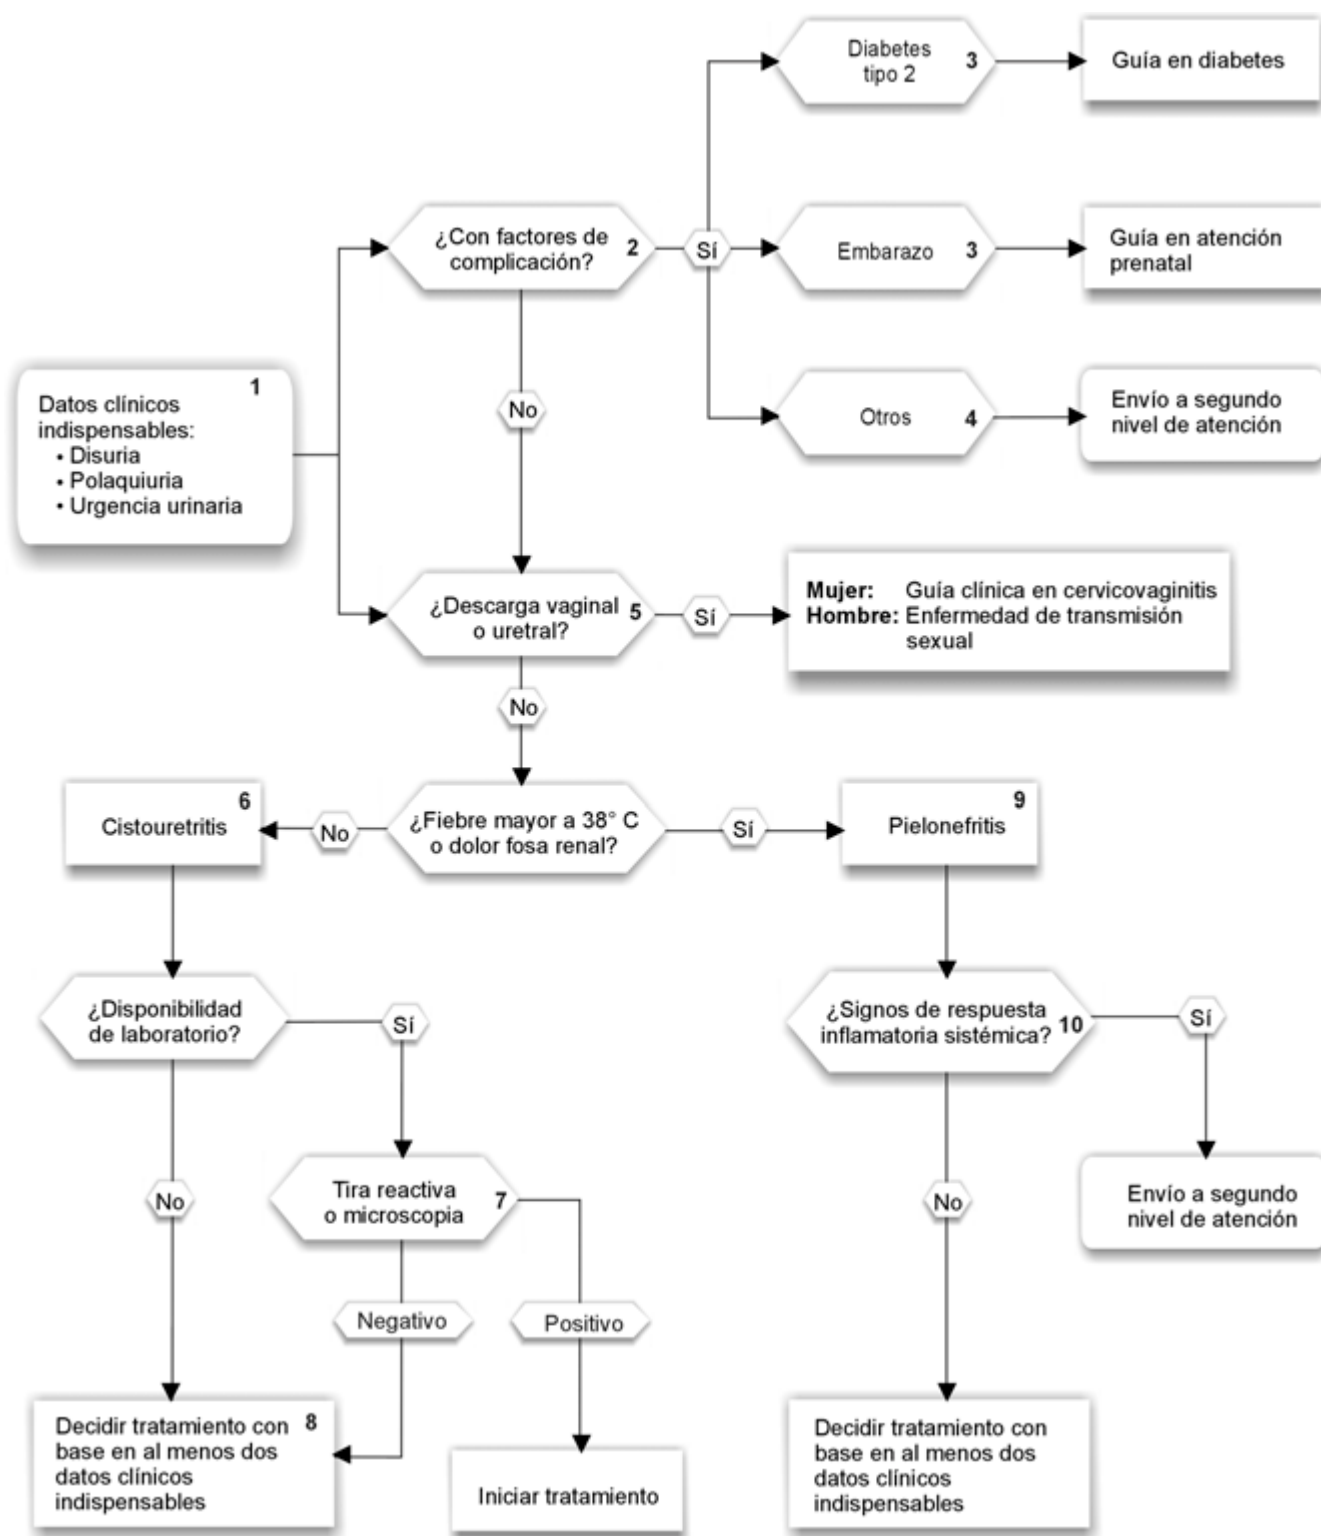 Diabetes
tipo 2
3
Guía en diabetes
¿Con factores de
complicación?
2
Sí
Embarazo
3
Guía en atención
prenatal
No
Otros
4
Envío a segundo
nivel de atención
1
Datos clínicos
indispensables:
• Disuria
• Polaquiuria
• Urgencia urinaria
¿Descarga vaginal
o uretral?
5
Sí
Mujer: Guía clínica en cervicovaginitis
Hombre: Enfermedad de transmisión
sexual
No
6
Cistouretritis
No
¿Fiebre mayor a 38° C
o dolor fosa renal?
Sí
9
Pielonefritis
¿Disponibilidad
de laboratorio?
Sí
¿Signos de respuesta
inflamatoria sistémica?
10
Sí
No
Tira reactiva
o microscopia
7
No
Envío a segundo
nivel de atención
Negativo
Positivo
Decidir tratamiento con
base en al menos dos
datos clínicos
indispensables
8
Iniciar tratamiento
Decidir tratamiento con
base en al menos dos
datos clínicos
indispensables